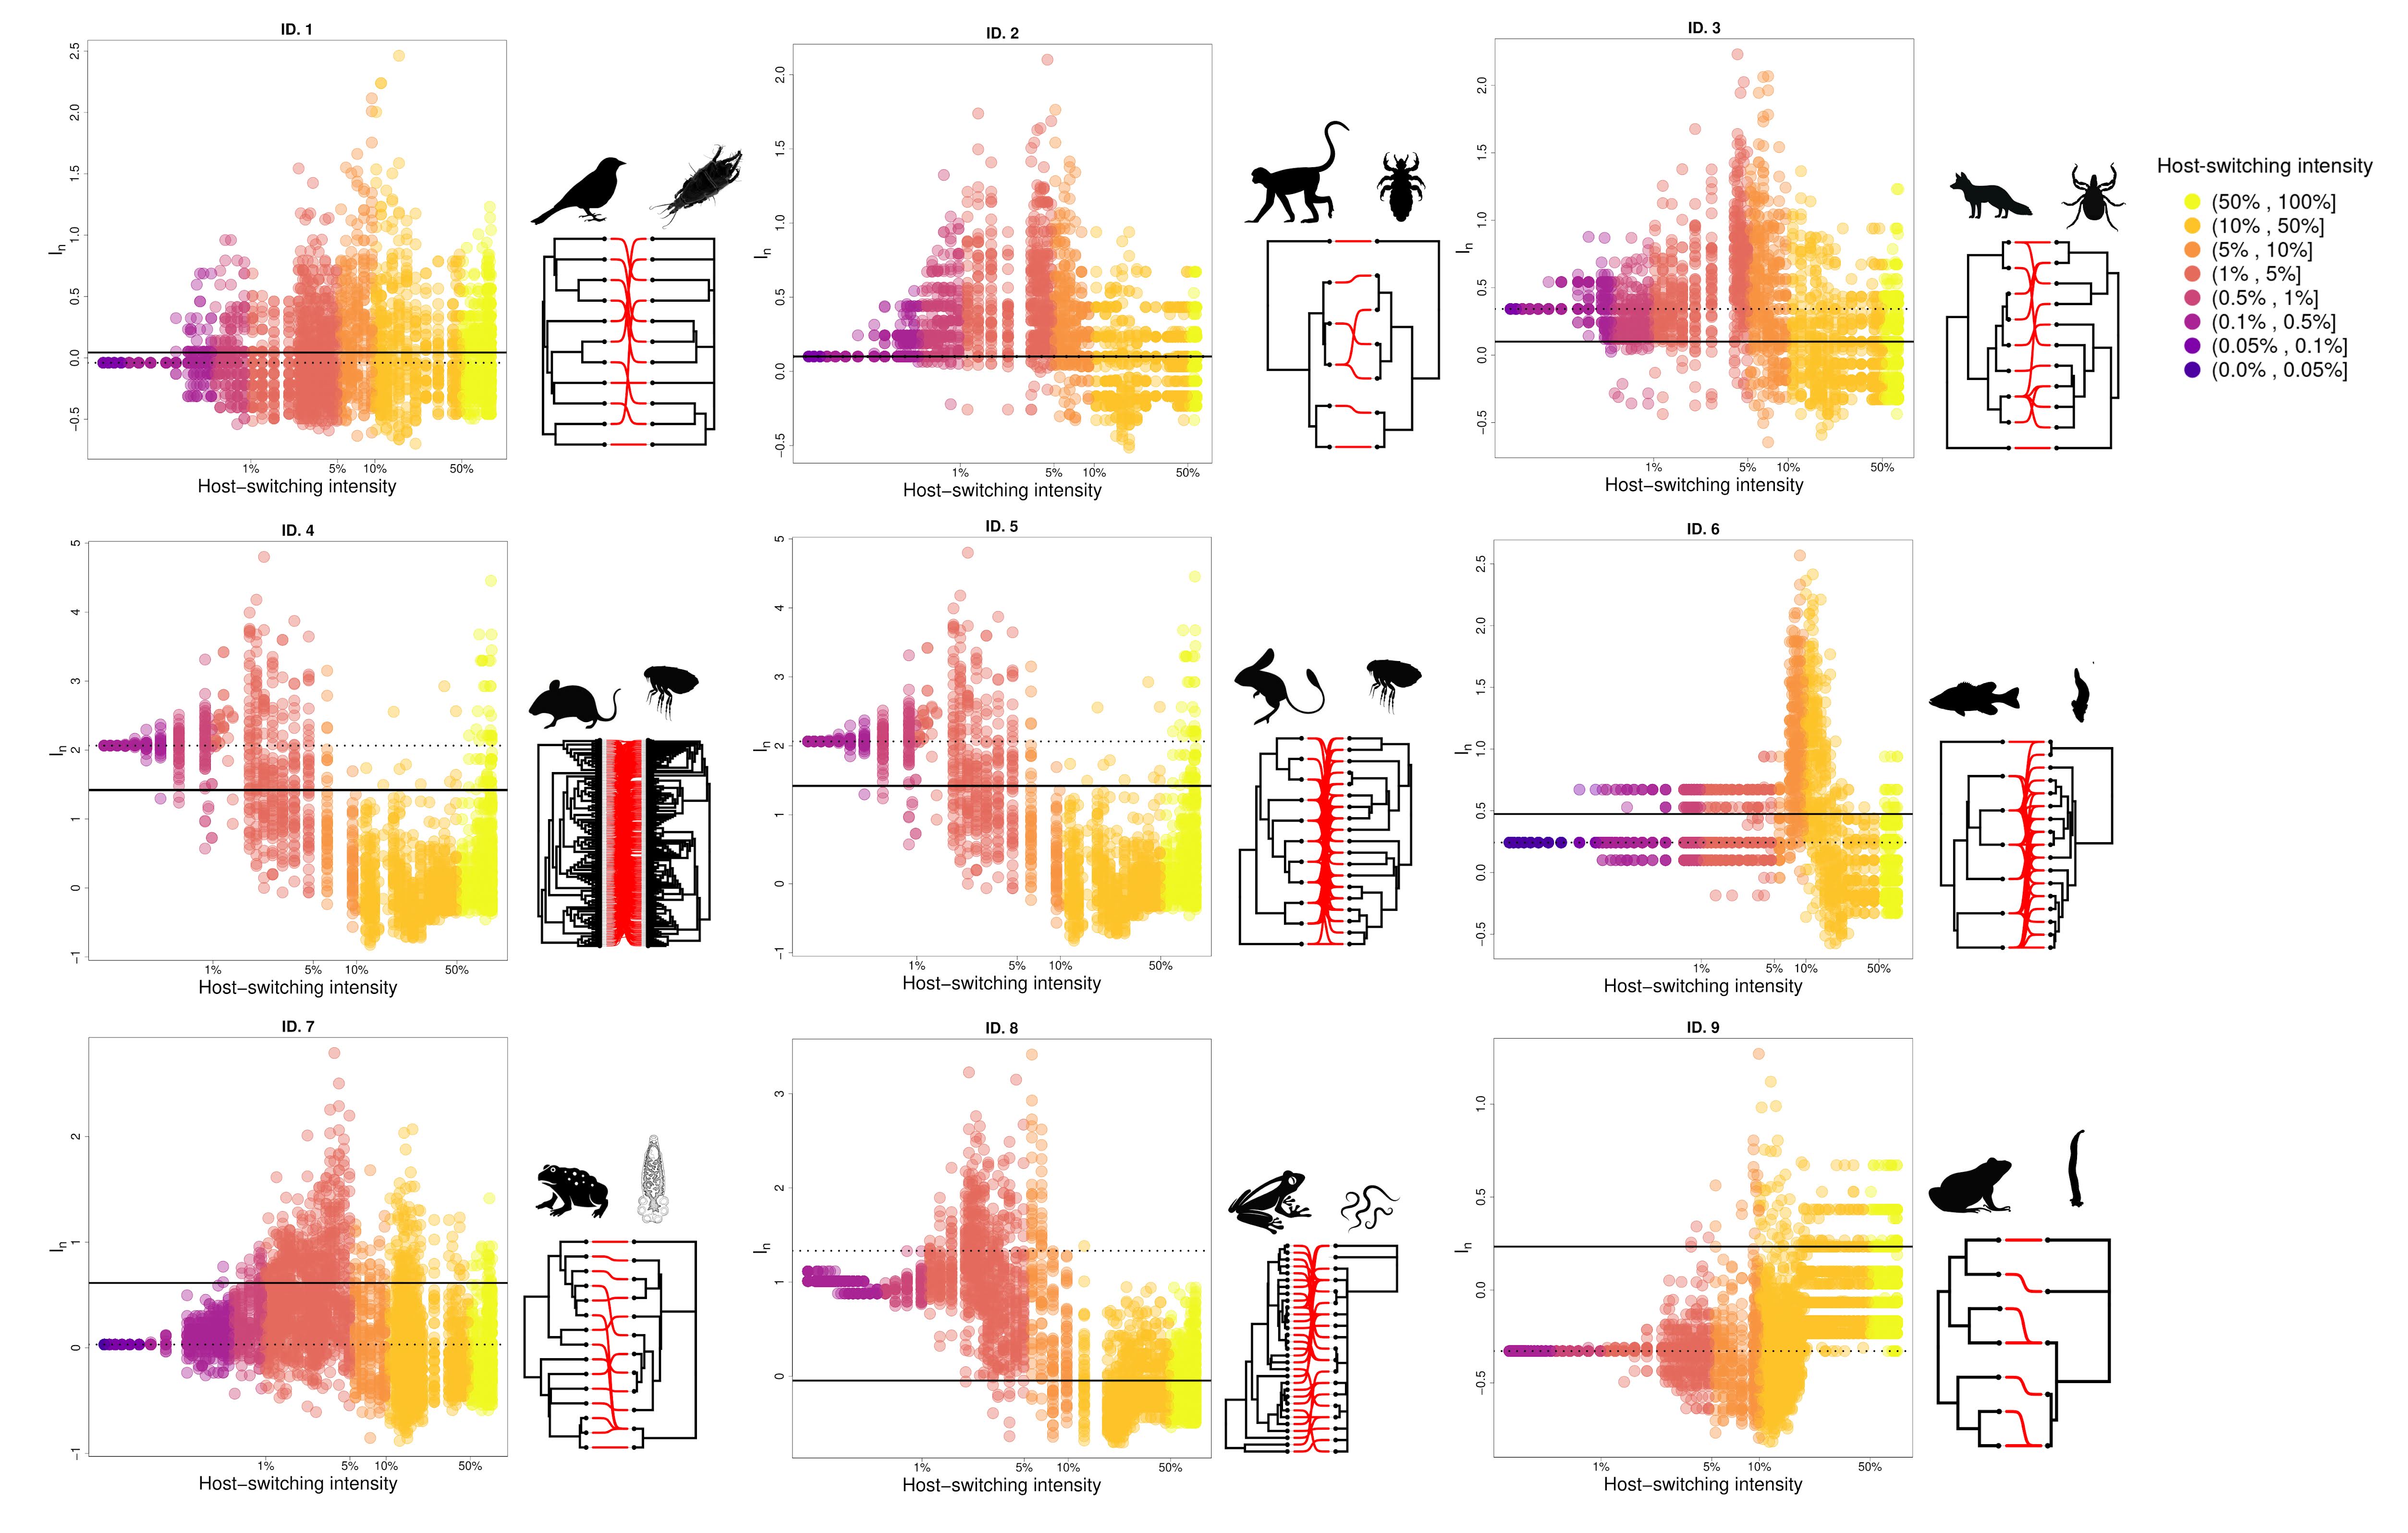 ID. 1
2.5
2.0
1.5
1.0
0.5
0.0
−0.5
In
1% 5% 10% 50%
Host−switching intensity
ID. 2
2.0
1.5
1.0
0.5
0.0
−0.5
In
1% 5% 10% 50%
Host−switching intensity
ID. 3
2.0
1.5
1.0
0.5
0.0
−0.5
In
1% 5% 10% 50%
Host−switching intensity
Host-switching intensity
(50% , 100%]
(10% , 50%]
(5% , 10%]
(1% , 5%]
(0.5% , 1%]
(0.1% , 0.5%]
(0.05% , 0.1%]
(0.0% , 0.05%]
ID. 4
5
4
3
2
1
0
−1
In
1% 5% 10% 50%
Host−switching intensity
ID. 5
5
4
3
2
1
0
−1
In
1% 5% 10% 50%
Host−switching intensity
ID. 6
2.5
2.0
1.5
1.0
0.5
0.0
−0.5
In
1% 5% 10% 50%
Host−switching intensity
ID. 7
2
1
0
−1
In
1% 5% 10% 50%
Host−switching intensity
ID. 8
3
2
1
0
In
1% 5% 10% 50%
Host−switching intensity
ID. 9
1.0
0.5
0.0
−0.5
In
1% 5% 10% 50%
Host−switching intensity